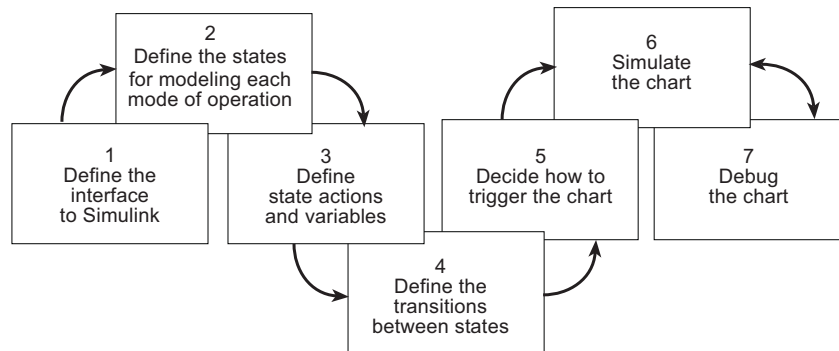 1
Define the
interface
to Simulink
2
Define the states
for modeling each
mode of operation
3
Define
state actions
and variables
4
Define the
transitions
between states
5
Decide how to
trigger the chart
6
Simulate
the chart
7
Debug
the chart